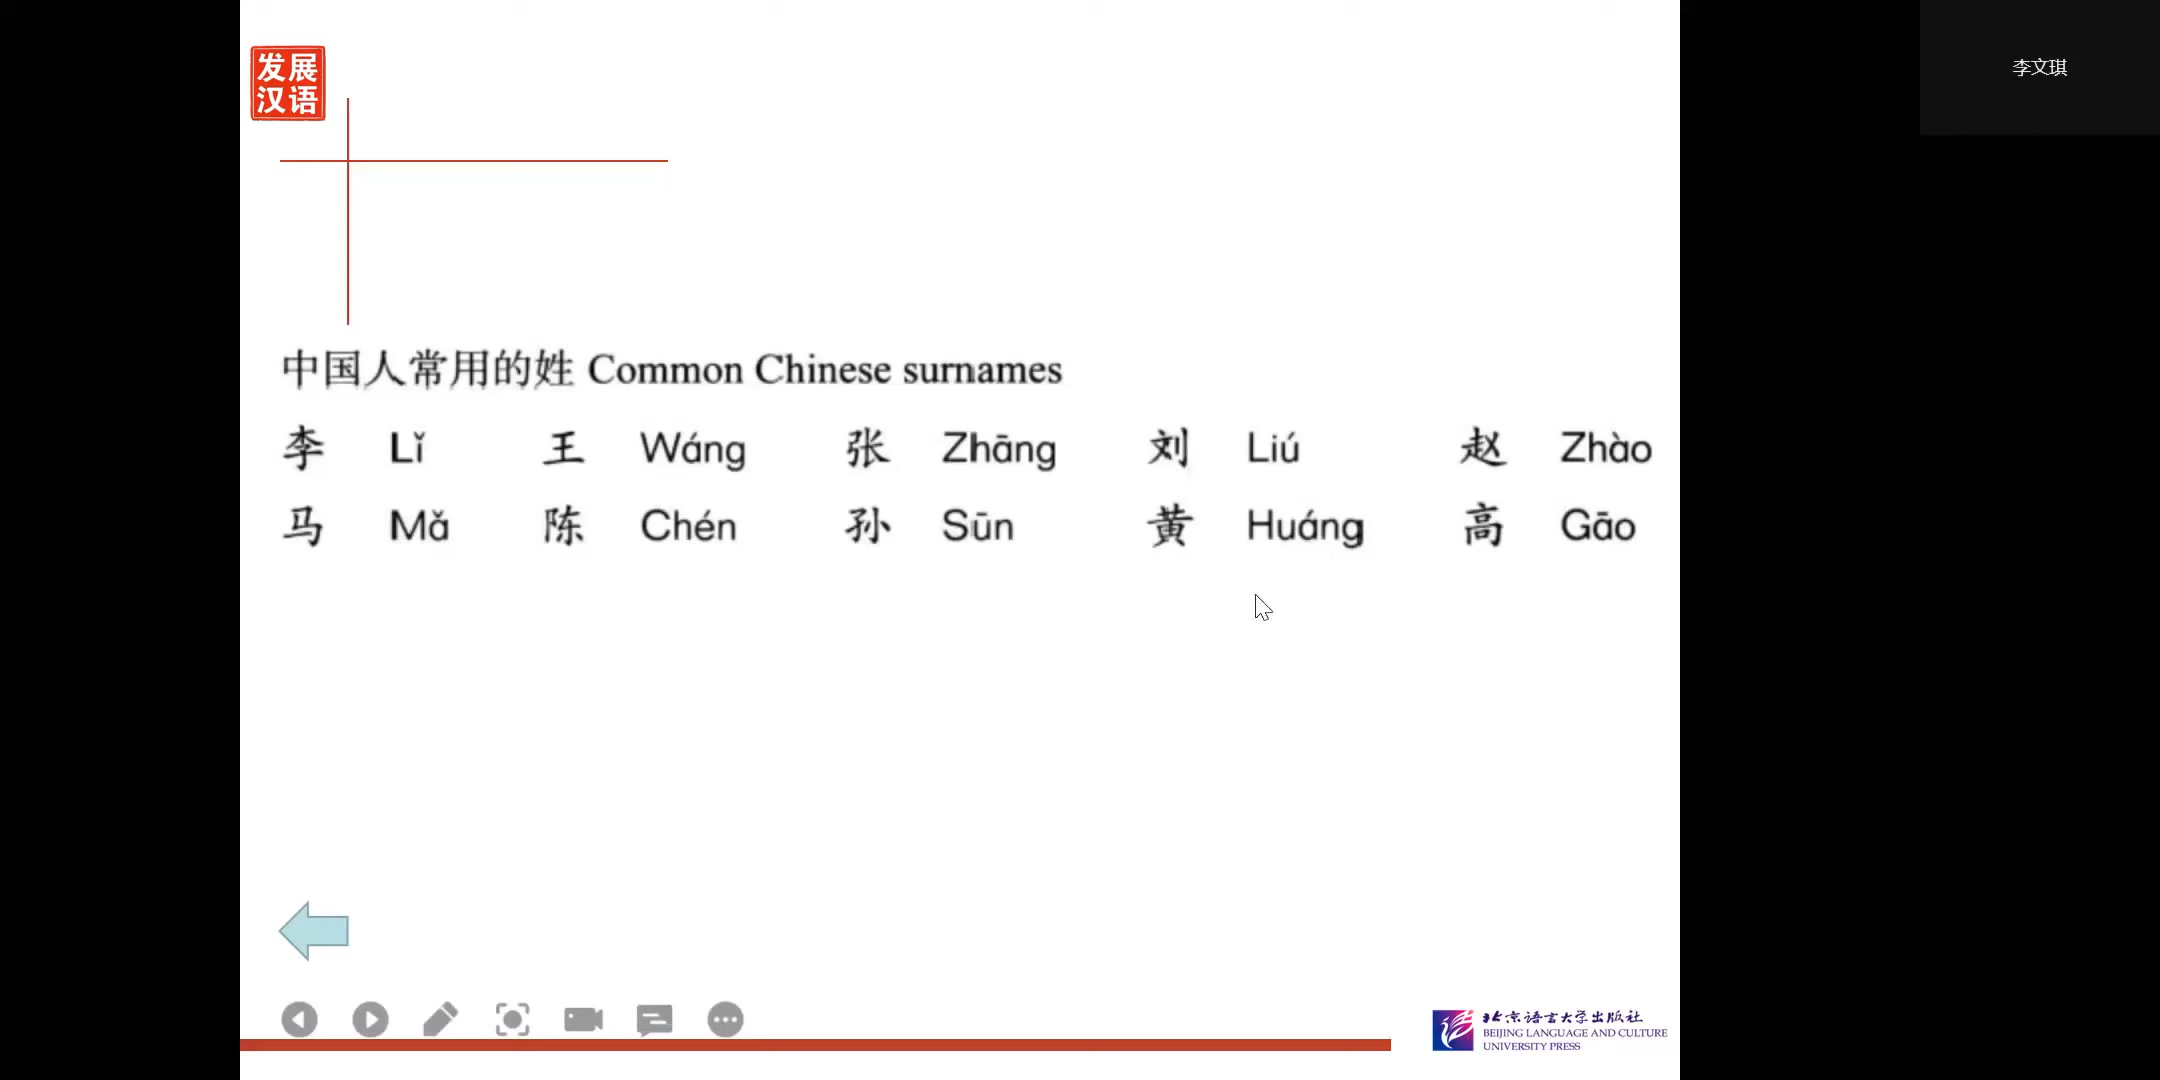 发展
汉语
李文琪
中国人常用的姓 Common Chinese surnames
李 Lǐ 王 Wáng 张 Zhāng 刘 Liú 赵 Zhào
马 Mǎ 陈 Chén 孙 Sūn 黄 Huáng 高 Gāo
北京语言大学出版社
BEIJING LANGUAGE AND CULTURE
UNIVERSITY PRESS